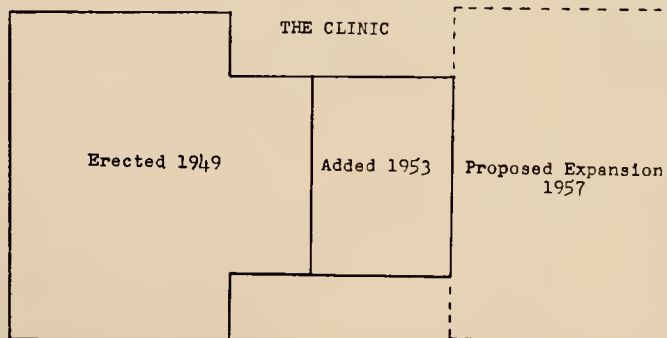 THE CLINIC
Erected 1949
Added 1953
Proposed Expansion
1957